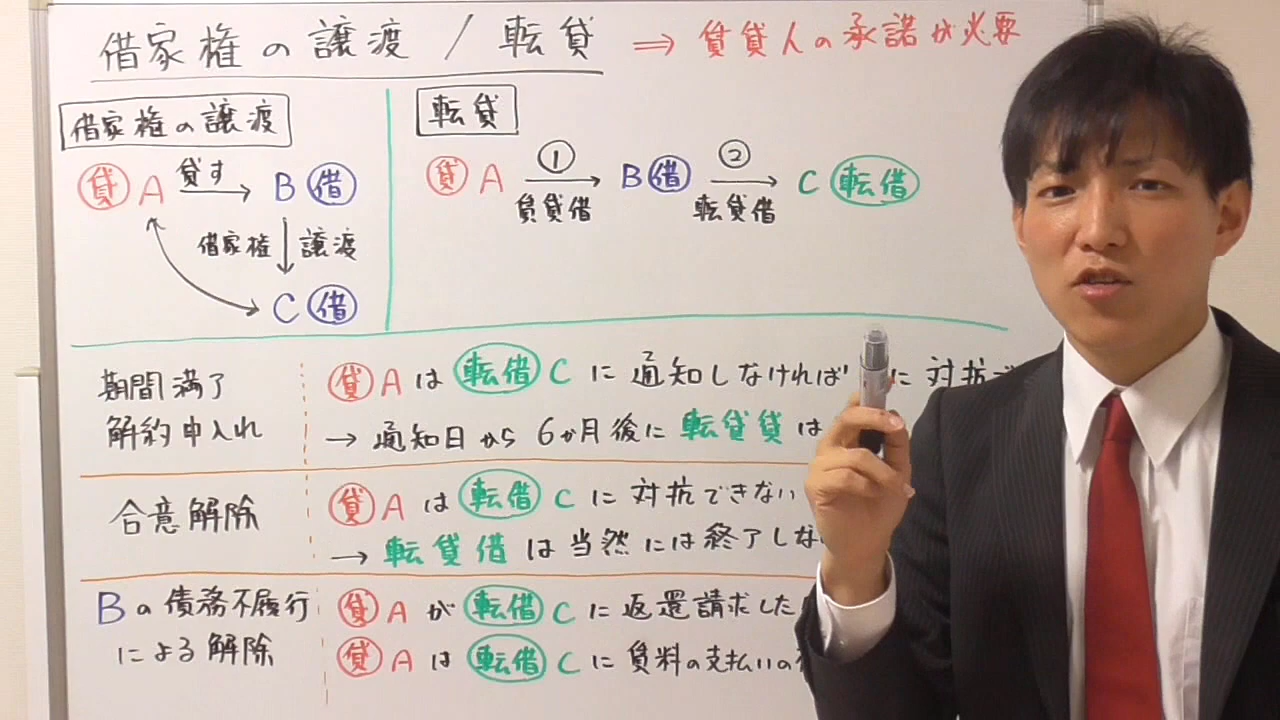 借家権の譲渡 / 転貸 ⇒ 賃貸人の承諾が必要
借家権の譲渡
貸 A 貸す → B 借
借家権 ↓ 譲渡
C 借
転貸
貸 A ① → B 借 ② → C 転借
賃貸借 転貸借
期間満了
解約申入れ
貸 A は 転借 C に 通知しなければ に 対抗で
→ 通知日から 6か月後に 転貸貸 は
合意解除
貸 A は 転借 C に 対抗できない
→ 転貸借 は 当然には終了しな
Bの債務不履行
による解除
貸 A が 転借 C に 返還請求した
貸 A は 転借 C に 賃料の支払いの